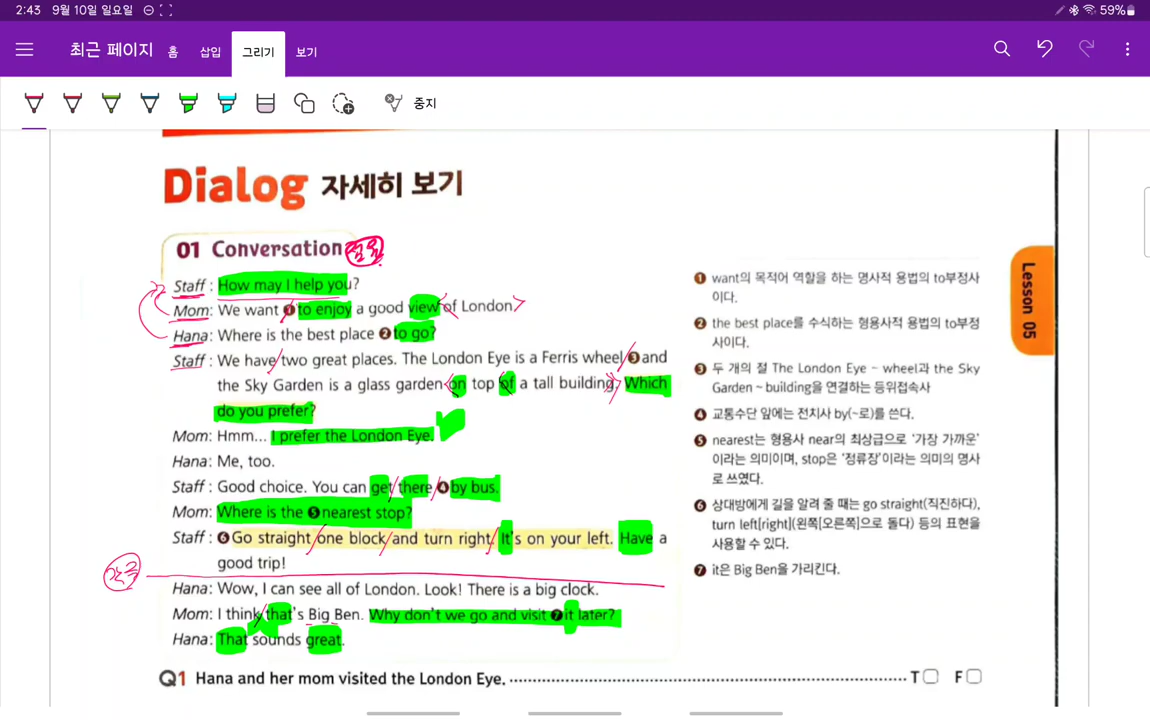 2:43 9월 10일 일요일 59%
최근 페이지 홈 삽입 그리기 보기
중지
Dialog 자세히 보기
01 Conversation
Staff : How may I help you?
Mom: We want ❶ to enjoy a good view of London.
Hana: Where is the best place ❷ to go?
Staff : We have two great places. The London Eye is a Ferris wheel ❸ and
the Sky Garden is a glass garden on top of a tall building. Which
do you prefer?
Mom: Hmm... I prefer the London Eye.
Hana: Me, too.
Staff : Good choice. You can get there ❹ by bus.
Mom: Where is the ❺ nearest stop?
Staff : ❻ Go straight one block and turn right. It's on your left. Have a
good trip!
Hana: Wow, I can see all of London. Look! There is a big clock.
Mom: I think that's Big Ben. Why don't we go and visit ❼ it later?
Hana: That sounds great.
❶ want의 목적어 역할을 하는 명사적 용법의 to부정사
이다.
❷ the best place를 수식하는 형용사적 용법의 to부정
사이다.
❸ 두 개의 절 The London Eye ~ wheel과 the Sky
Garden ~ building을 연결하는 등위접속사
❹ 교통수단 앞에는 전치사 by(~로)를 쓴다.
❺ nearest는 형용사 near의 최상급으로 '가장 가까운'
이라는 의미이며, stop은 '정류장'이라는 의미의 명사
로 쓰였다.
❻ 상대방에게 길을 알려 줄 때는 go straight(직진하다),
turn left[right](왼쪽[오른쪽]으로 돌다) 등의 표현을
사용할 수 있다.
❼ it은 Big Ben을 가리킨다.
Lesson 05
Q1 Hana and her mom visited the London Eye. T F